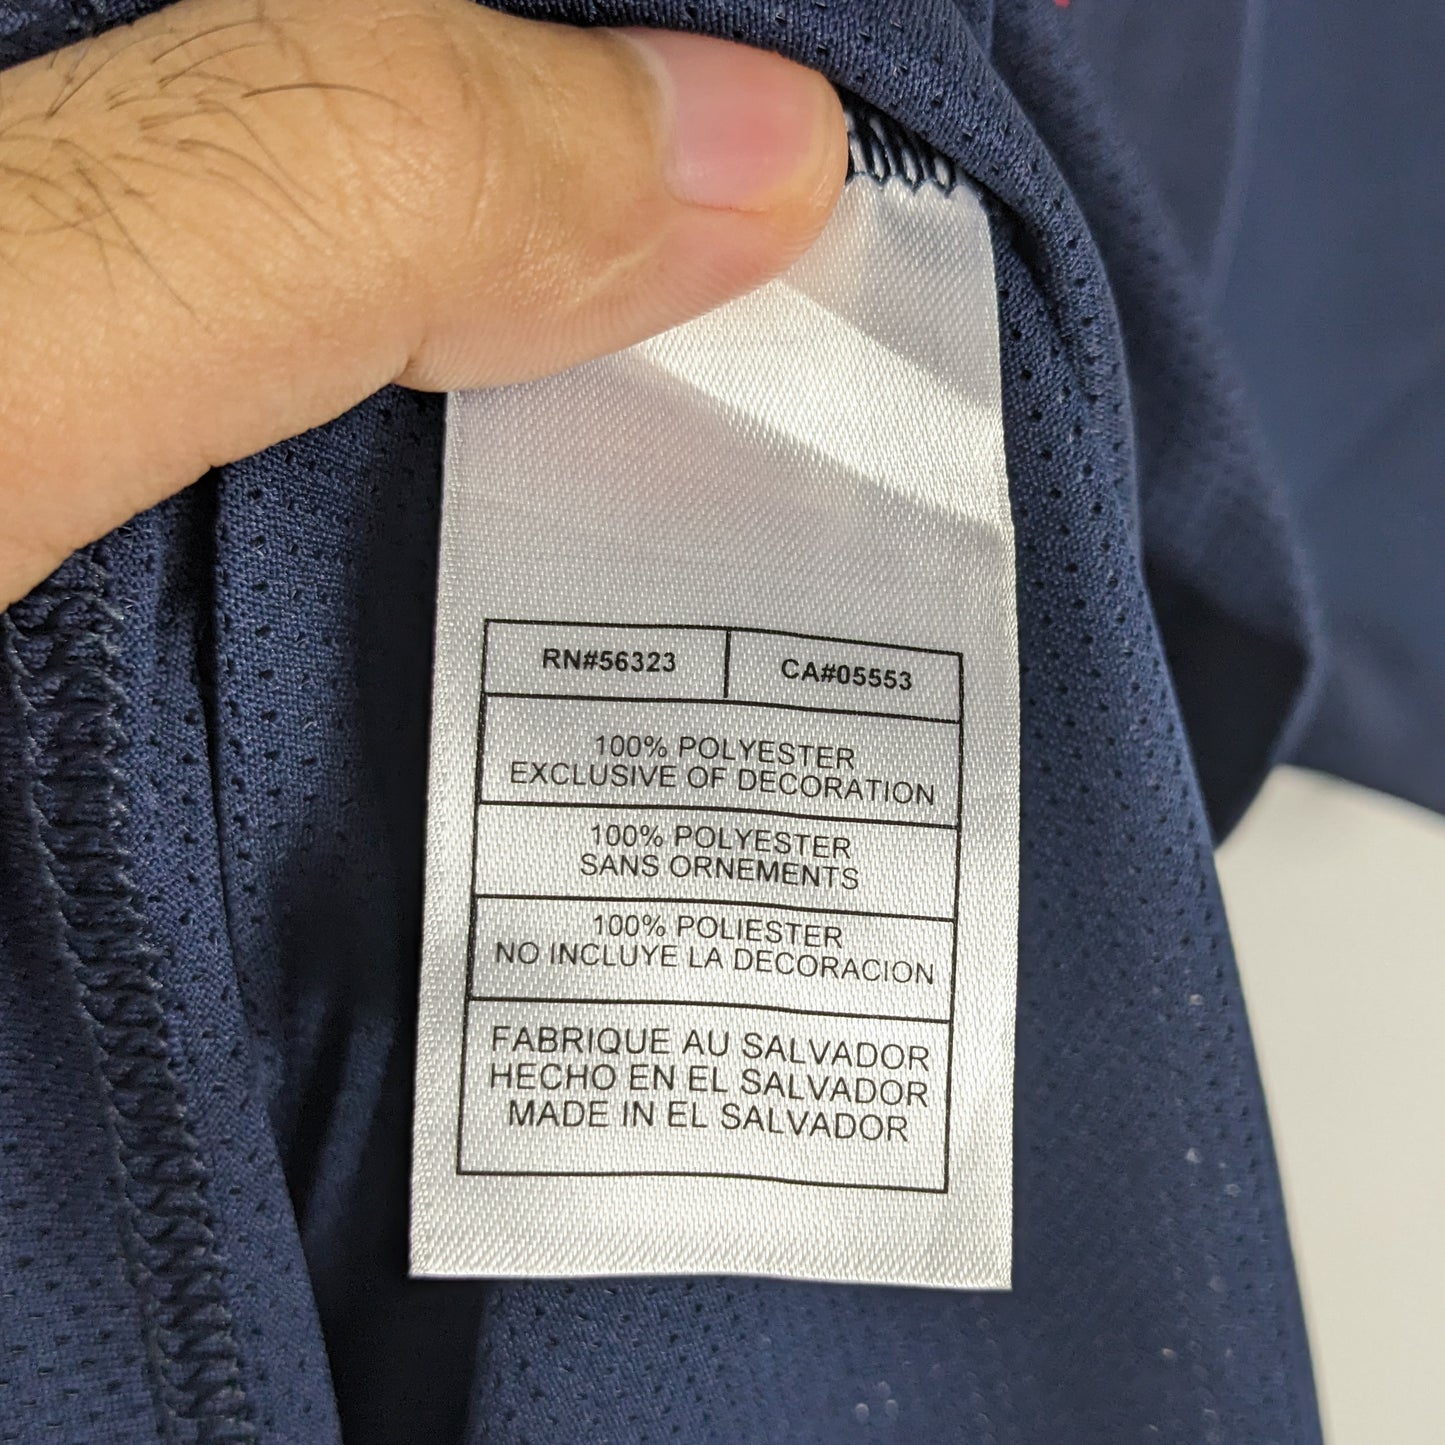 RN#56323 CA#05553
100% POLYESTER
EXCLUSIVE OF DECORATION
100% POLYESTER
SANS ORNEMENTS
100% POLIESTER
NO INCLUYE LA DECORACION
FABRIQUE AU SALVADOR
HECHO EN EL SALVADOR
MADE IN EL SALVADOR